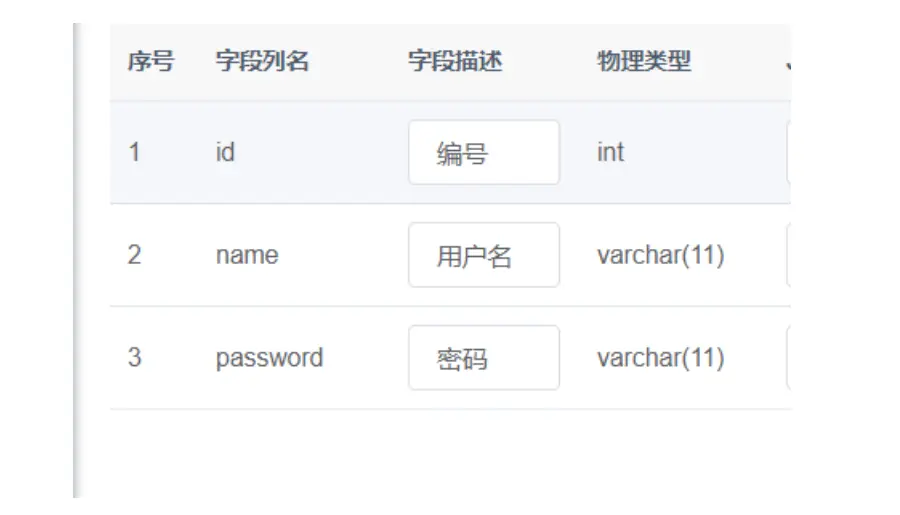 序号 字段列名 字段描述 物理类型
1 id 编号 int
2 name 用户名 varchar(11)
3 password 密码 varchar(11)